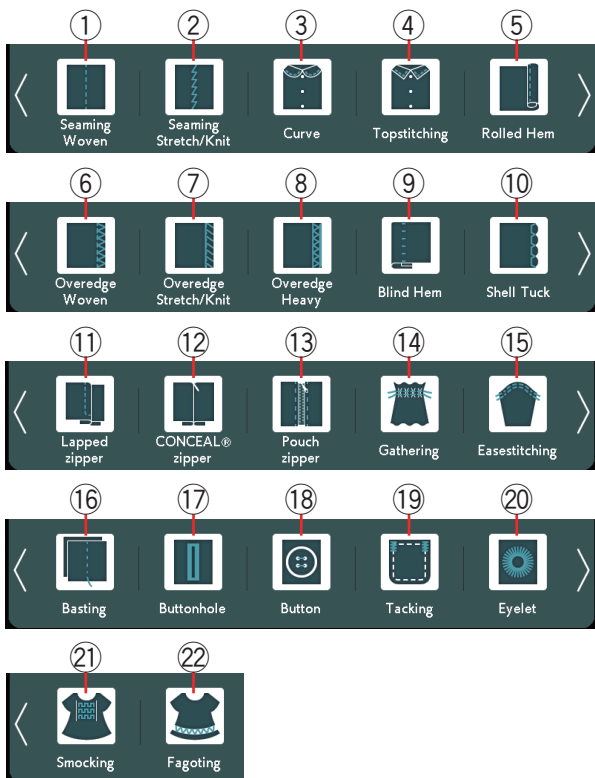 ① ② ③ ④ ⑤
Seaming
Woven
Seaming
Stretch/Knit
Curve
Topstitching
Rolled Hem
⑥ ⑦ ⑧ ⑨ ⑩
Overedge
Woven
Overedge
Stretch/Knit
Overedge
Heavy
Blind Hem
Shell Tuck
⑪ ⑫ ⑬ ⑭ ⑮
Lapped
zipper
CONCEAL®
zipper
Pouch
zipper
Gathering
Easestitching
⑯ ⑰ ⑱ ⑲ ⑳
Basting
Buttonhole
Button
Tacking
Eyelet
㉑ ㉒
Smocking
Fagoting